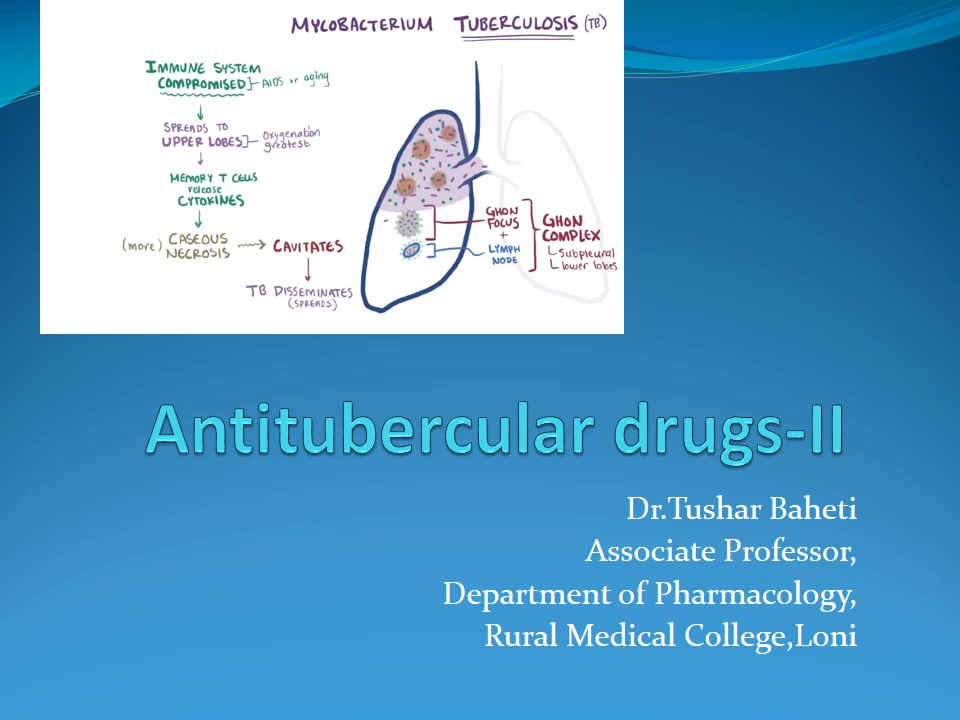 MYCOBACTERIUM TUBERCULOSIS (TB)
IMMUNE SYSTEM
COMPROMISED
AIDS or aging
SPREADS TO
UPPER LOBES
Oxygenation
greatest
MEMORY T CELLS
release
CYTOKINES
(more) CASEOUS
NECROSIS
CAVITATES
TB DISSEMINATES
(SPREADS)
GHON
FOCUS
+
LYMPH
NODE
GHON
COMPLEX
Subpleural
lower lobes
Antitubercular drugs-II
Dr.Tushar Baheti
Associate Professor,
Department of Pharmacology,
Rural Medical College,Loni